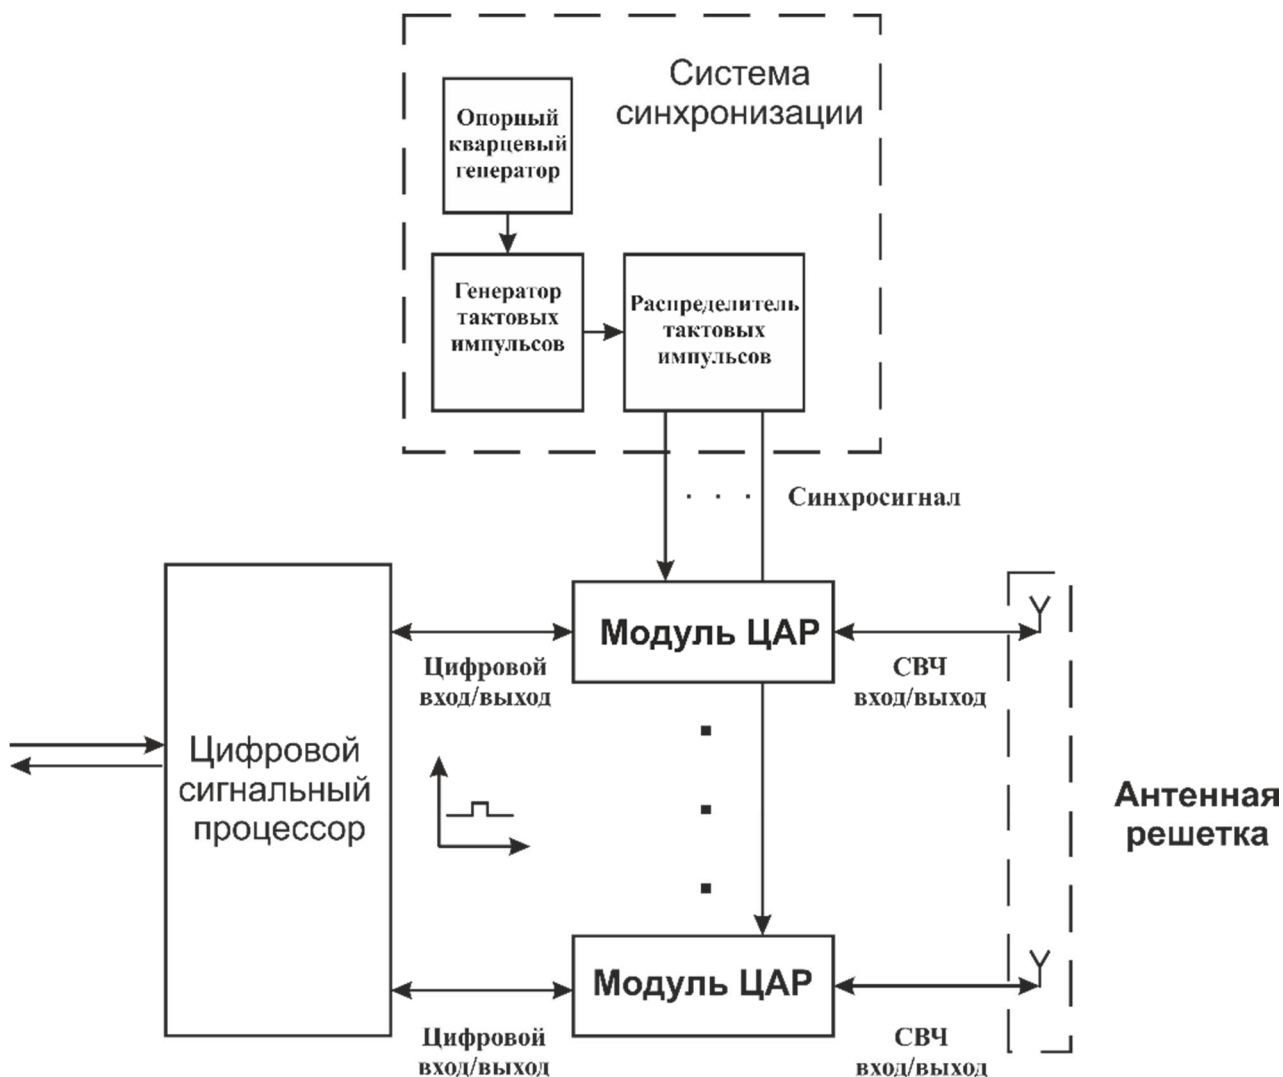 Система
синхронизации
Опорный
кварцевый
генератор
Генератор
тактовых
импульсов
Распределитель
тактовых
импульсов
Синхросигнал
Модуль ЦАР
Цифровой
вход/выход
СВЧ
вход/выход
Цифровой
сигнальный
процессор
Антенная
решетка
Модуль ЦАР
Цифровой
вход/выход
СВЧ
вход/выход